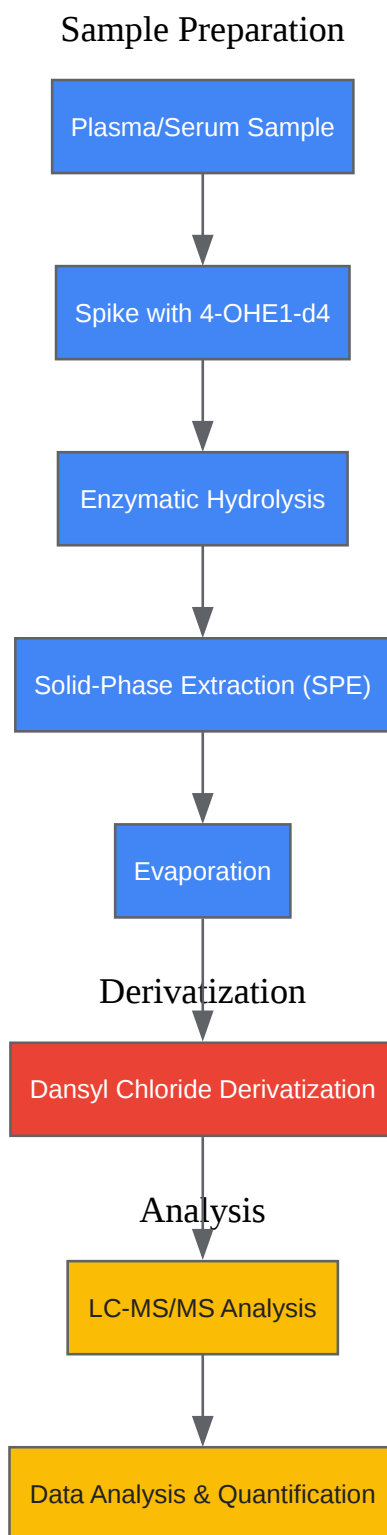 Sample Preparation
Plasma/Serum Sample
Spike with 4-OHE1-d4
Enzymatic Hydrolysis
Solid-Phase Extraction (SPE)
Evaporation
Derivatization
Dansyl Chloride Derivatization
Analysis
LC-MS/MS Analysis
Data Analysis & Quantification